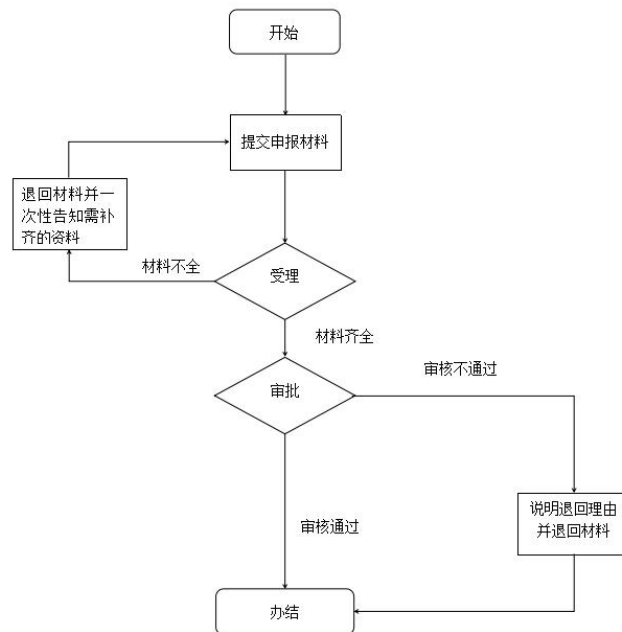 开始
提交申报材料
退回材料并一
次性告知需补
齐的资料
材料不全
受理
材料齐全
审批
审核不通过
审核通过
说明退回理由
并退回材料
办结